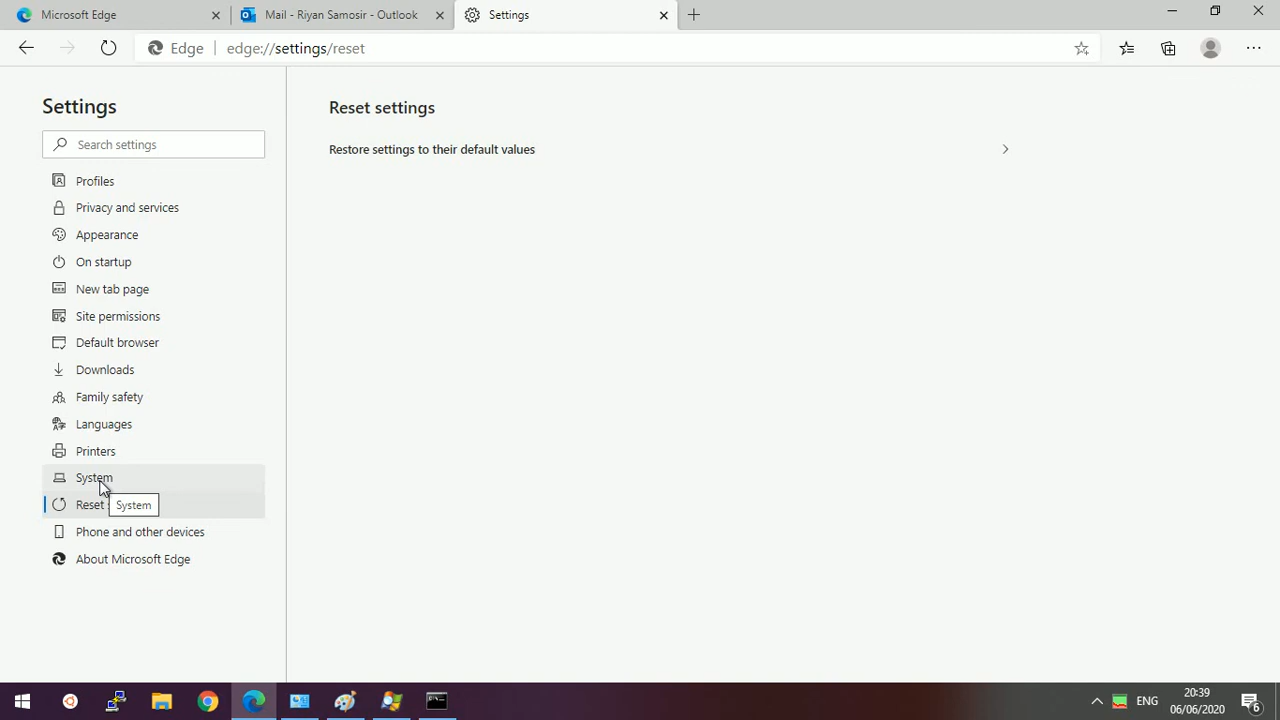 Microsoft Edge
Mail - Riyan Samosir - Outlook
Settings
Edge
edge://settings/reset
Settings
Search settings
Profiles
Privacy and services
Appearance
On startup
New tab page
Site permissions
Default browser
Downloads
Family safety
Languages
Printers
System
Reset
System
Phone and other devices
About Microsoft Edge
Reset settings
Restore settings to their default values
ENG
20:39
06/06/2020
6